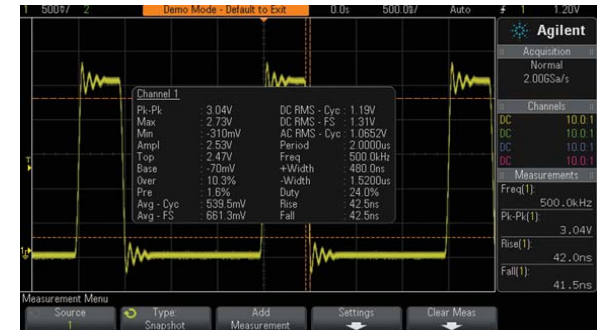 1 500▽/ 2 Demo Mode - Default to Exit 0.0s 500.0▽/ Auto 1 1.20V
Agilent
Acquisition
Normal
2.00GSa/s
Channels
DC 10.0:1
DC 10.0:1
DC 10.0:1
DC 10.0:1
Measurements
Freq(1):
500.0kHz
Pk-Pk(1):
3.04V
Rise(1):
42.0ns
Fall(1):
41.5ns
Channel 1
Pk-Pk : 3.04V DC RMS - Cyc : 1.19V
Max : 2.73V DC RMS - FS : 1.31V
Min : -310mV AC RMS - Cyc : 1.0652V
Ampl : 2.53V Period : 2.0000us
Top : 2.47V Freq : 500.0kHz
Base : -70mV +Width : 480.0ns
Over : 10.3% -Width : 1.5200us
Pre : 1.6% Duty : 24.0%
Avg - Cyc : 539.5mV Rise : 42.5ns
Avg - FS : 661.3mV Fall : 42.5ns
T
1
Measurement Menu
Source Type: Add Settings Clear Meas
1 Snapshot Measurement